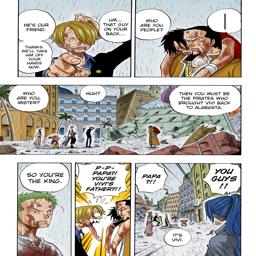 HE'S OUR
FRIEND.
THANKS.
WE'LL TAKE
HIM OFF
YOUR
HANDS
NOW.
UM...
THAT GUY
ON YOUR
BACK...
WHO
ARE YOU
PEOPLE?
WHO
ARE YOU,
MISTER?
HUH?
THEN YOU MUST BE
THE PIRATES WHO
BROUGHT VIVI BACK
TO ALABASTA.
SO YOU'RE
THE KING.
P-P-
PAPA?!
YOU'RE
VIVI'S
FATHER?!!
PAPA
?!!
IT'S
VIVI.
YOU
GUYS
!!